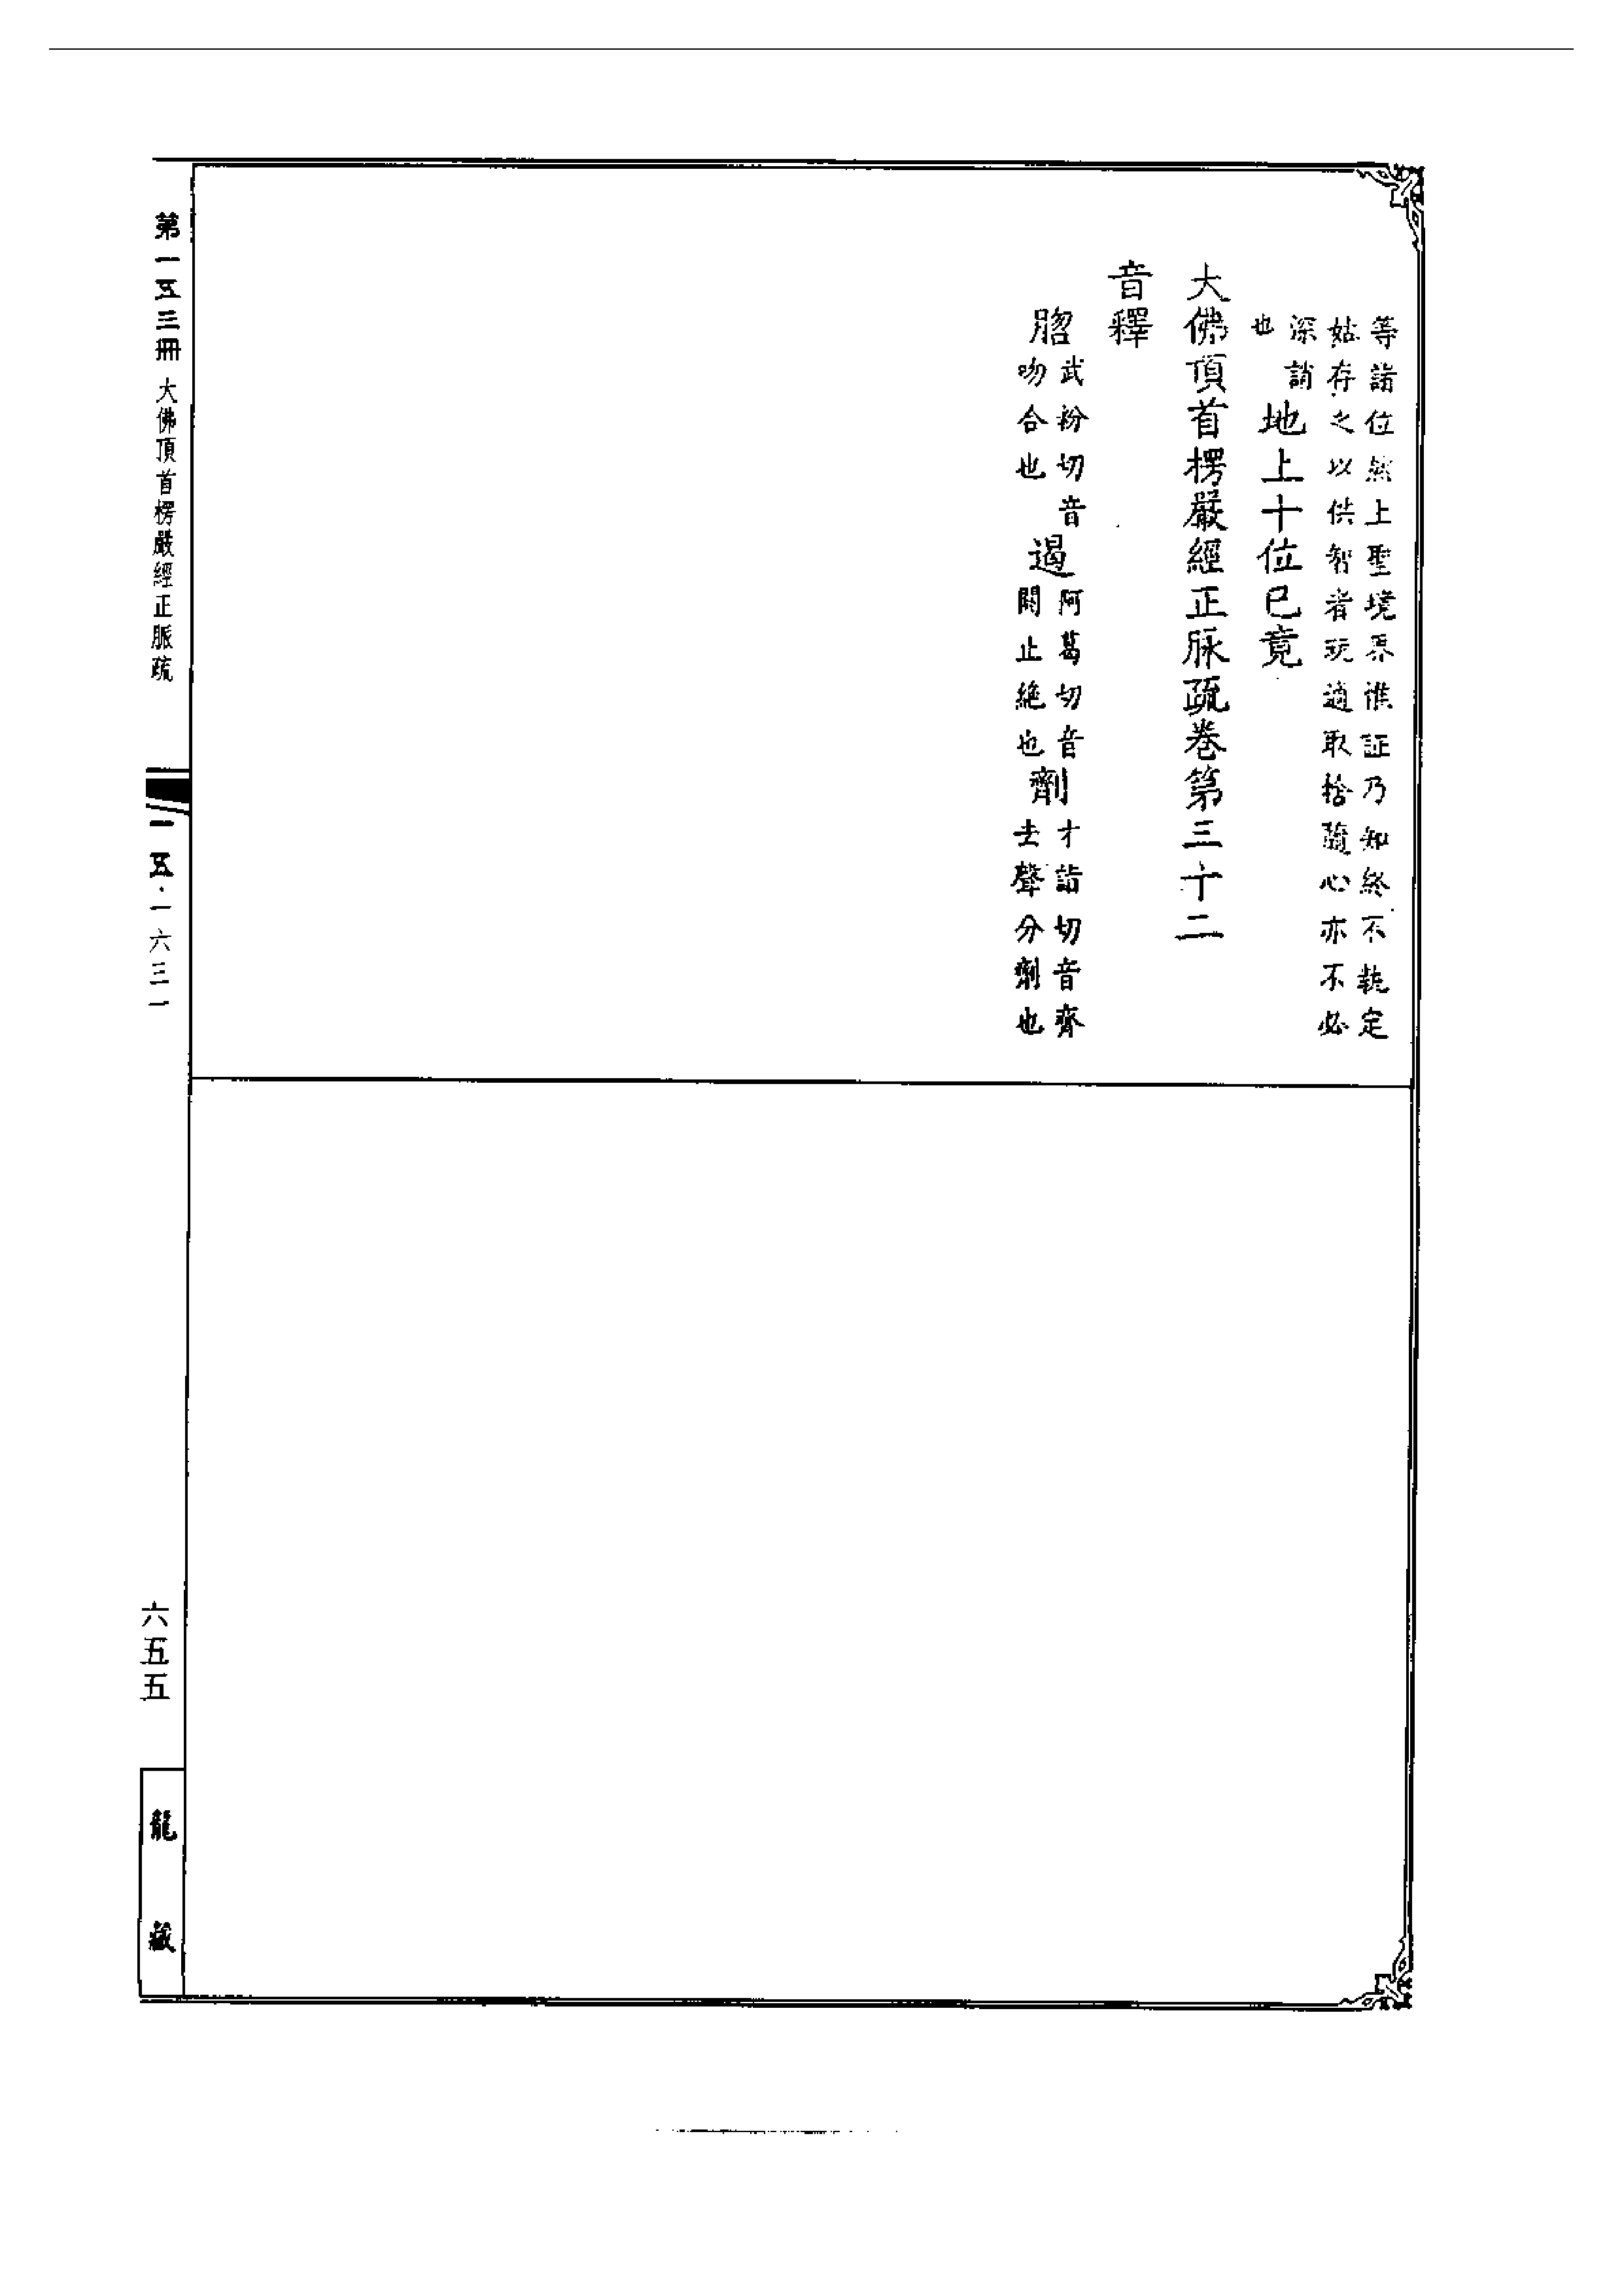 等諸位然上聖境界惟証乃知終不執定
姑存之以供智者玩適取捨隨心亦不必
深誚
也
地上十位已竟
大佛頂首楞嚴經正脉疏卷第三十二
音釋
㗃武粉切音吻合也遏阿葛切音閼止絶也劑才詣切音齊去聲分劑也
第一五三冊 大佛頂首楞嚴經正脈疏
一五·一六三一
六五五
龍藏